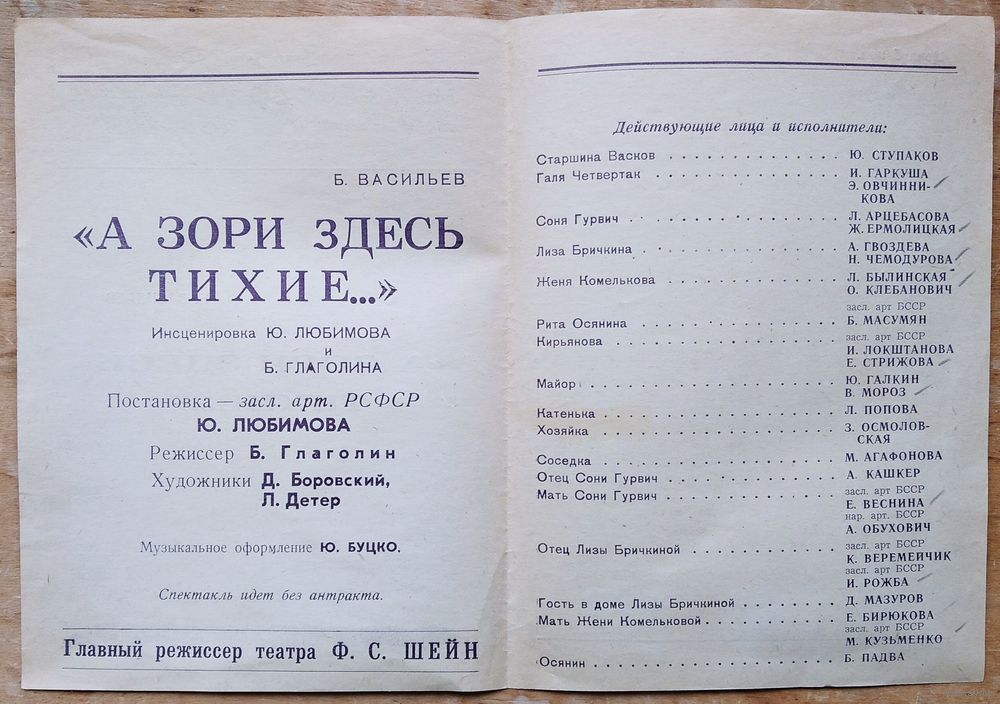 Б. ВАСИЛЬЕВ
«А ЗОРИ ЗДЕСЬ
ТИХИЕ...»
Инсценировка Ю. ЛЮБИМОВА
и
Б. ГЛАГОЛИНА
Постановка — засл. арт. РСФСР
Ю. ЛЮБИМОВА
Режиссер Б. Глаголин
Художники Д. Боровский,
Л. Детер
Музыкальное оформление Ю. БУЦКО.
Спектакль идет без антракта.
Главный режиссер театра Ф. С. ШЕЙН
Действующие лица и исполнители:
Старшина Васков . . . . . . . . . . . . . . Ю. СТУПАКОВ
Галя Четвертак . . . . . . . . . . . . . . И. ГАРКУША
Э. ОВЧИННИ-
КОВА
Соня Гурвич . . . . . . . . . . . . . . Л. АРЦЕБАСОВА
Ж. ЕРМОЛИЦКАЯ
Лиза Бричкина . . . . . . . . . . . . . . А. ГВОЗДЕВА
Н. ЧЕМОДУРОВА
Женя Комелькова . . . . . . . . . . . . . . Л. БЫЛИНСКАЯ
О. КЛЕБАНОВИЧ
засл. арт БССР
Рита Осянина . . . . . . . . . . . . . . Б. МАСУМЯН
Кирьянова . . . . . . . . . . . . . . засл. арт БССР
И. ЛОКШТАНОВА
Е. СТРИЖОВА
Майор . . . . . . . . . . . . . . Ю. ГАЛКИН
В. МОРОЗ
Катенька . . . . . . . . . . . . . . Л. ПОПОВА
Хозяйка . . . . . . . . . . . . . . З. ОСМОЛОВ-
СКАЯ
Соседка . . . . . . . . . . . . . . М. АГАФОНОВА
Отец Сони Гурвич . . . . . . . . . . . . . . А. КАШКЕР
Мать Сони Гурвич . . . . . . . . . . . . . . засл. арт БССР
Е. ВЕСНИНА
нар. арт. БССР
А. ОБУХОВИЧ
Отец Лизы Бричкиной . . . . . . . . . . . . засл. арт БССР
К. ВЕРЕМЕЙЧИК
засл. арт БССР
И. РОЖБА
Гость в доме Лизы Бричкиной . . . . . . . . Д. МАЗУРОВ
Мать Жени Комельковой . . . . . . . . . . Е. БИРЮКОВА
засл. арт БССР
М. КУЗЬМЕНКО
Осянин . . . . . . . . . . . . . . Б. ПАДВА